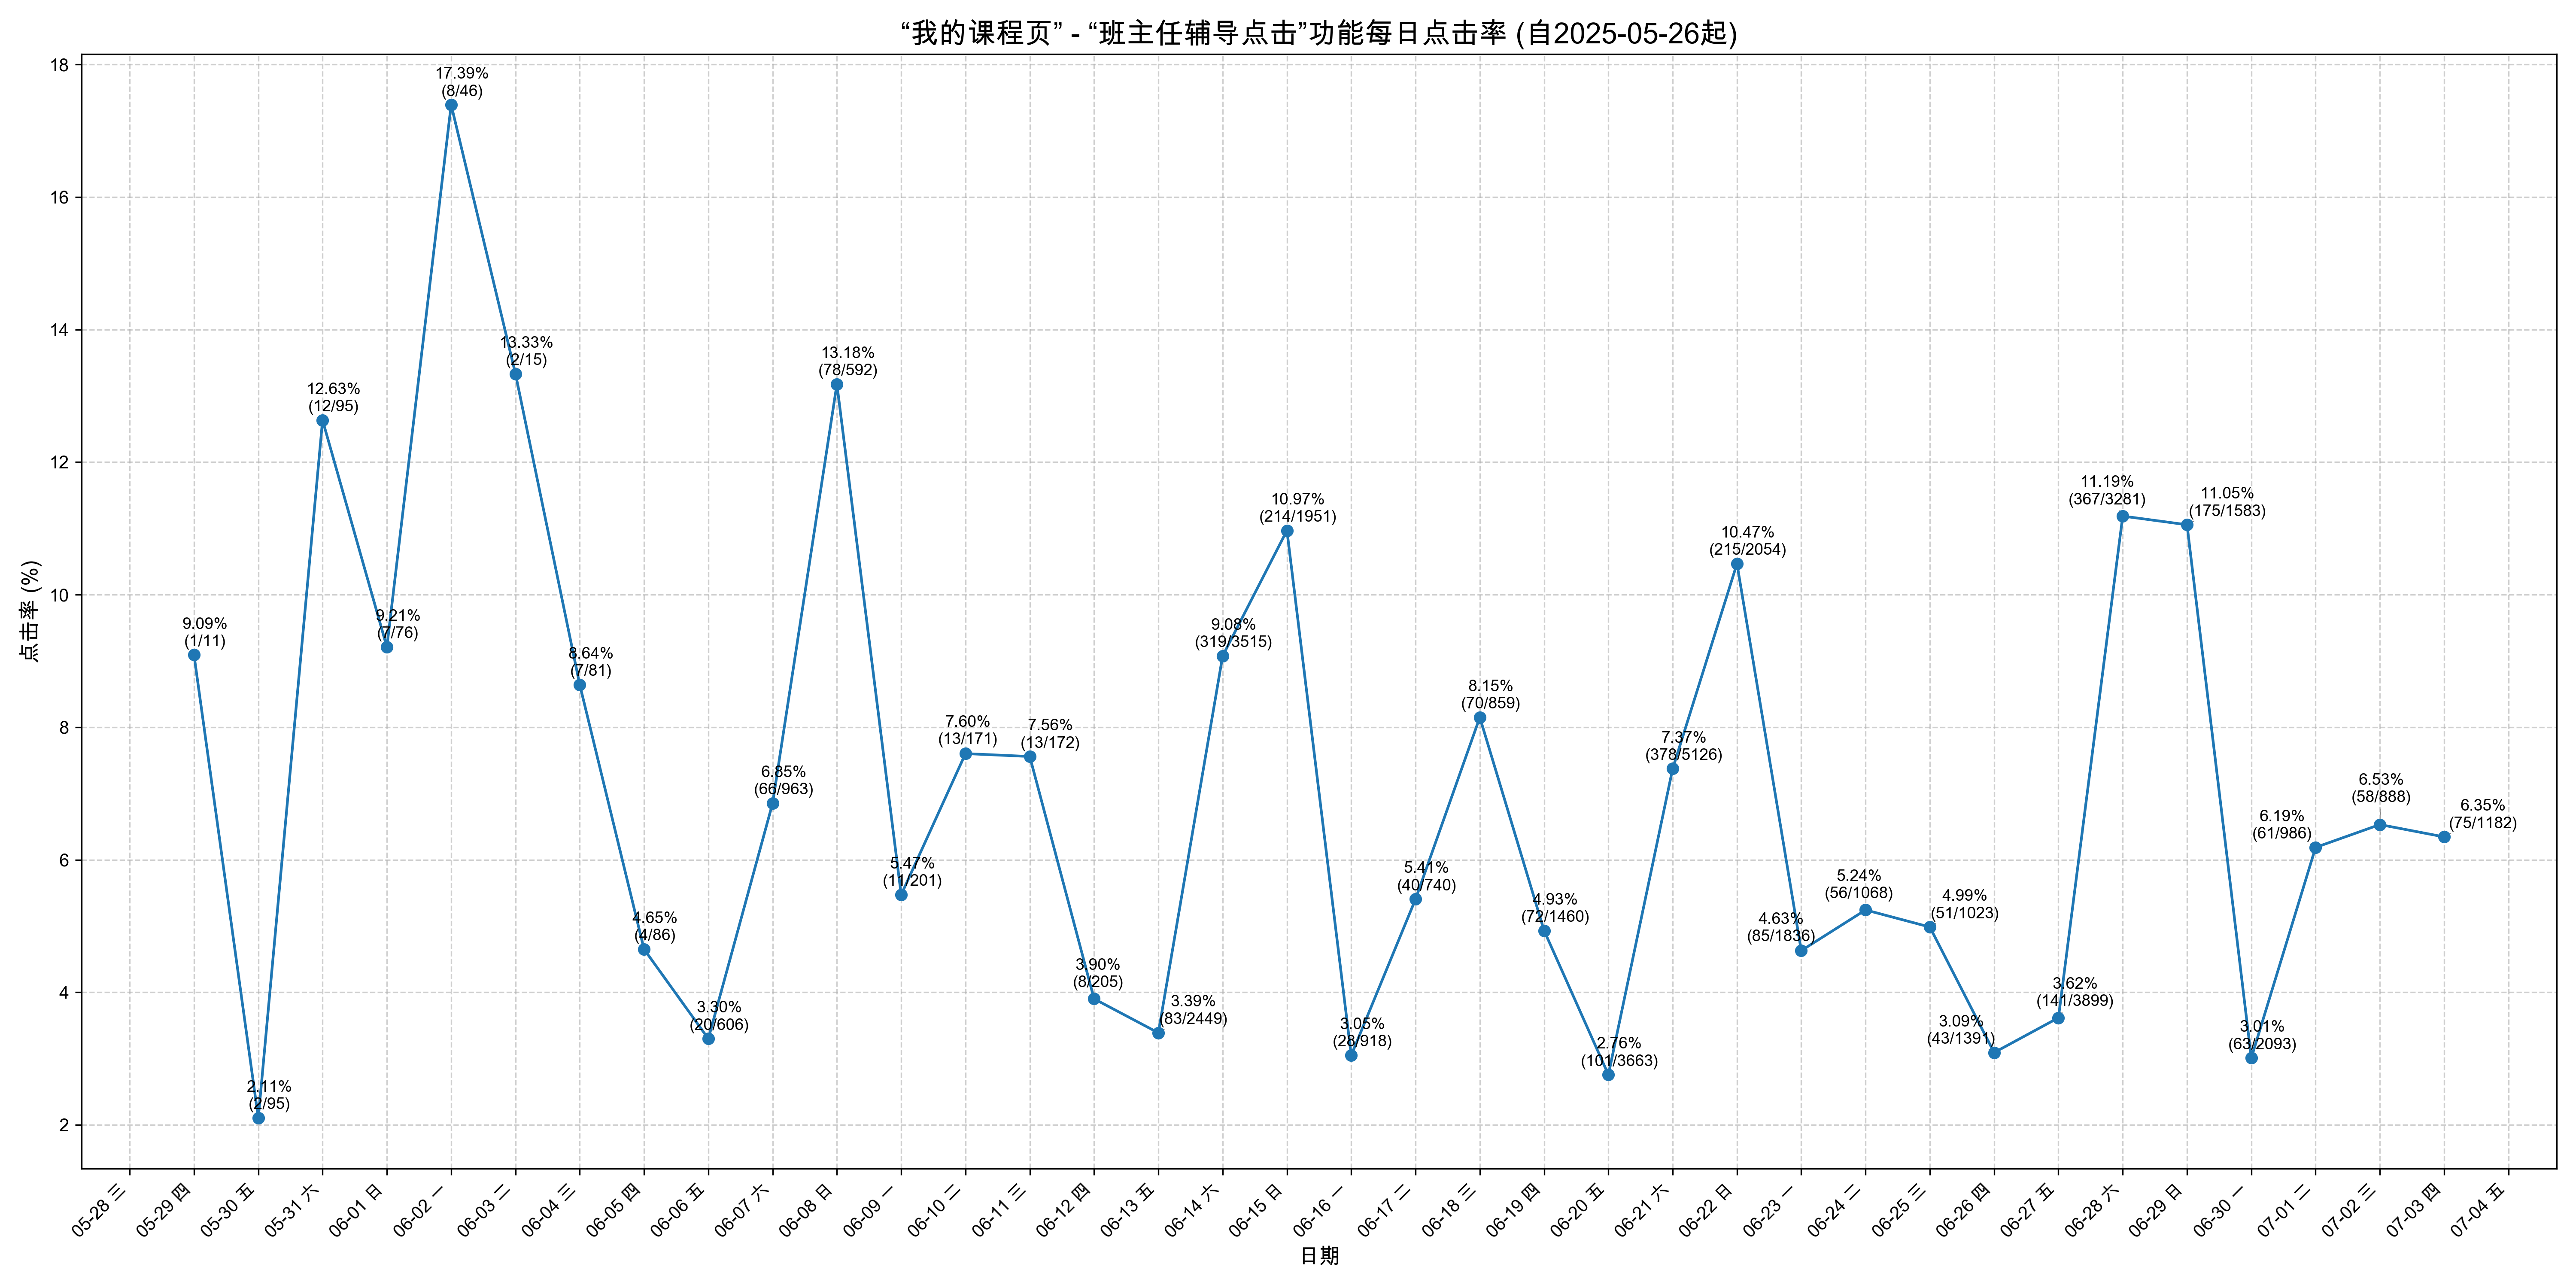 “我的课程页” - “班主任辅导点击”功能每日点击率 (自2025-05-26起)
点击率 (%)
18
16
14
12
10
8
6
4
2
9.09%
(1/11)
2.11%
(2/95)
12.63%
(12/95)
9.21%
(7/76)
17.39%
(8/46)
13.33%
(2/15)
8.64%
(7/81)
4.65%
(4/86)
3.30%
(20/606)
6.85%
(66/963)
13.18%
(78/592)
5.47%
(11/201)
7.60%
(13/171)
7.56%
(13/172)
3.90%
(8/205)
3.39%
(83/2449)
9.08%
(319/3515)
10.97%
(214/1951)
3.05%
(28/918)
5.41%
(40/740)
8.15%
(70/859)
4.93%
(72/1460)
2.76%
(101/3663)
7.37%
(378/5126)
10.47%
(215/2054)
4.63%
(85/1836)
5.24%
(56/1068)
4.99%
(51/1023)
3.09%
(43/1391)
3.62%
(141/3899)
11.19%
(367/3281)
11.05%
(175/1583)
3.01%
(63/2093)
6.19%
(61/986)
6.53%
(58/888)
6.35%
(75/1182)
05-28 三
05-29 四
05-30 五
05-31 六
06-01 日
06-02 一
06-03 二
06-04 三
06-05 四
06-06 五
06-07 六
06-08 日
06-09 一
06-10 二
06-11 三
06-12 四
06-13 五
06-14 六
06-15 日
06-16 一
06-17 二
06-18 三
06-19 四
06-20 五
06-21 六
06-22 日
06-23 一
06-24 二
06-25 三
06-26 四
06-27 五
06-28 六
06-29 日
06-30 一
07-01 二
07-02 三
07-03 四
07-04 五
日期